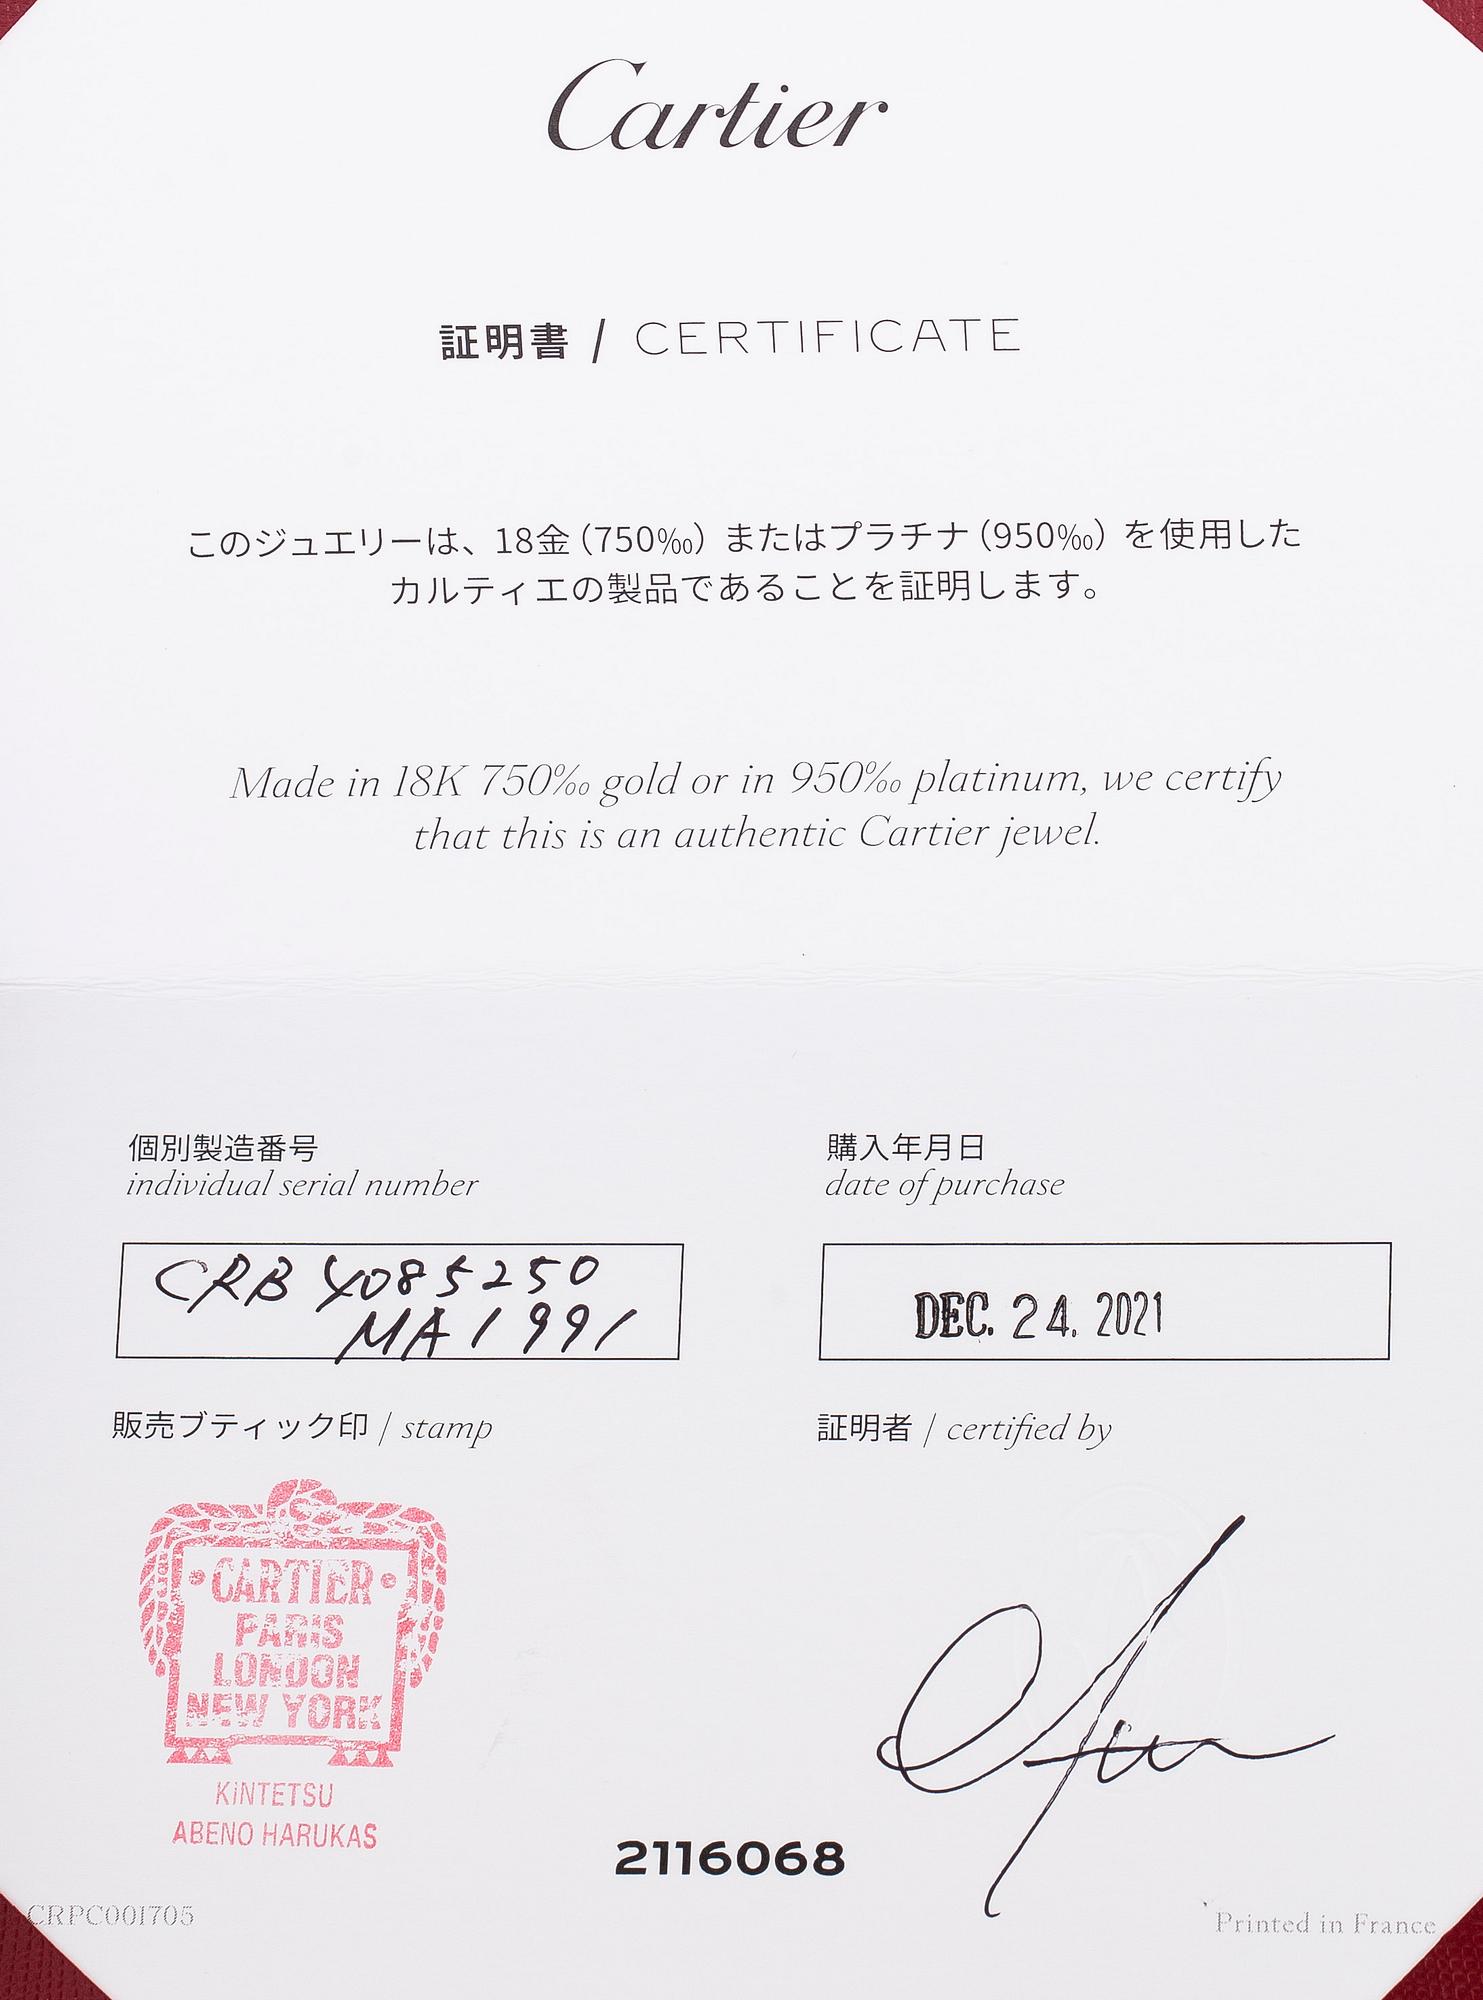 Cartier
証明書 / CERTIFICATE
このジュエリーは、18金（750‰）またはプラチナ（950‰）を使用した
カルティエの製品であることを証明します。
Made in 18K 750‰ gold or in 950‰ platinum, we certify
that this is an authentic Cartier jewel.
個別製造番号
individual serial number
CRB4085250
MA1991
購入年月日
date of purchase
DEC. 24. 2021
販売ブティック印 / stamp
CARTIER
PARIS
LONDON
NEW YORK
KINTETSU
ABENO HARUKAS
証明者 / certified by
2116068
CRPC001705
Printed in France